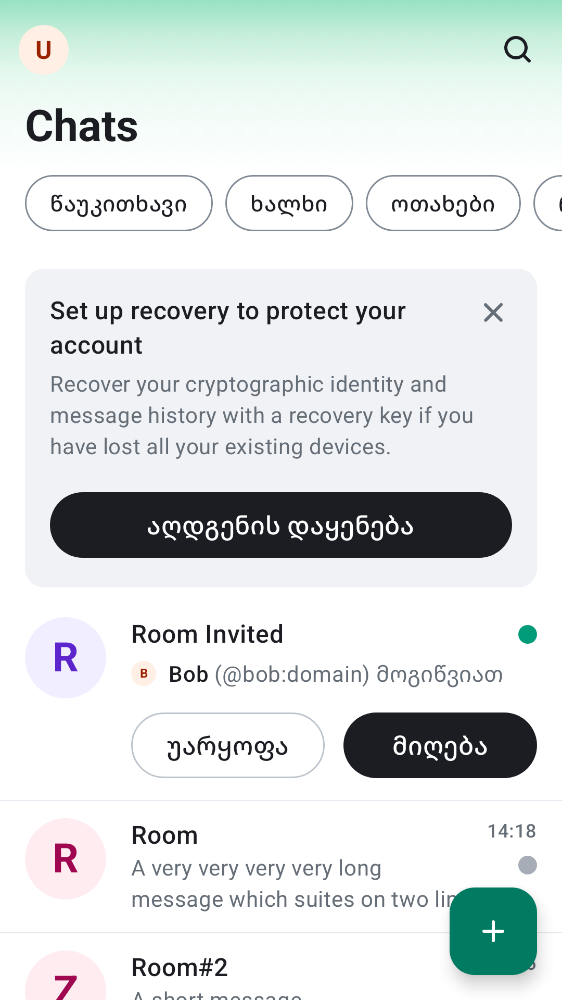 U
Chats
წაუკითხავი ხალხი ოთახები
Set up recovery to protect your
account
Recover your cryptographic identity and
message history with a recovery key if you
have lost all your existing devices.
აღდგენის დაყენება
R
Room Invited
B Bob (@bob:domain) მოგიწვიათ
უარყოფა მიღება
R
Room 14:18
A very very very very long
message which suites on two
Z
Room#2
A short message